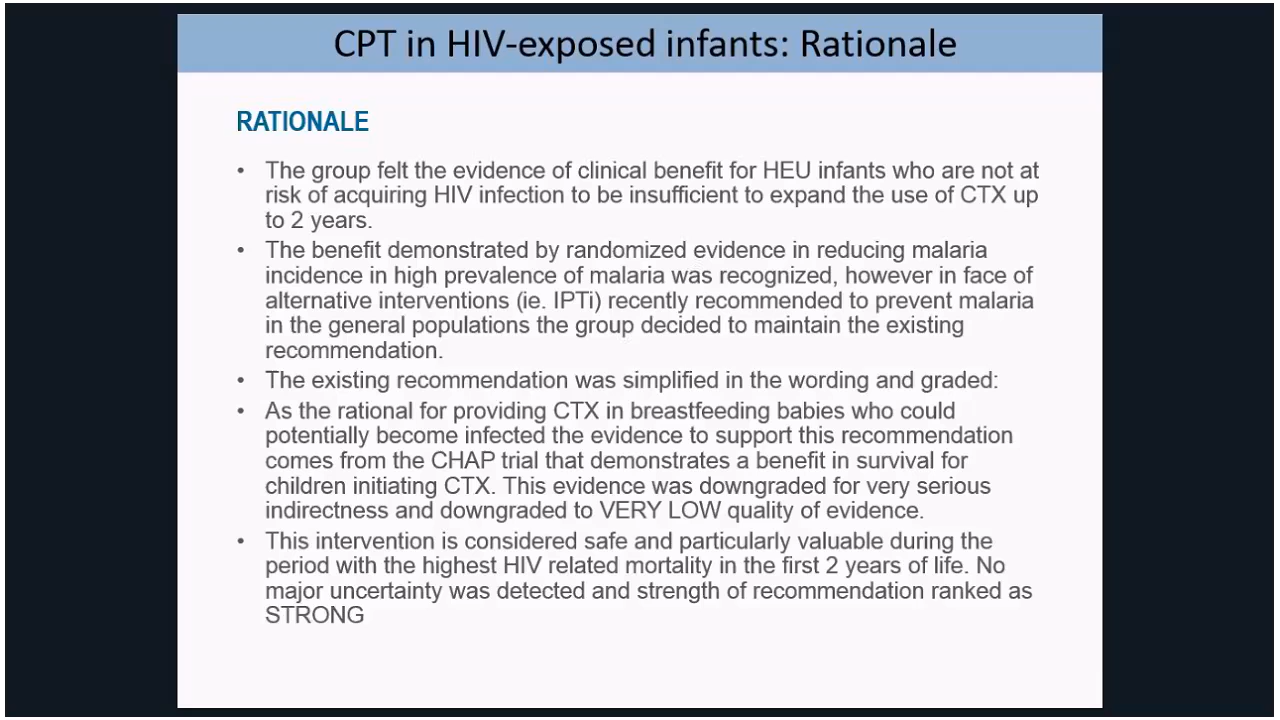 CPT in HIV-exposed infants: Rationale
RATIONALE
• The group felt the evidence of clinical benefit for HEU infants who are not at
risk of acquiring HIV infection to be insufficient to expand the use of CTX up
to 2 years.
• The benefit demonstrated by randomized evidence in reducing malaria
incidence in high prevalence of malaria was recognized, however in face of
alternative interventions (ie. IPTi) recently recommended to prevent malaria
in the general populations the group decided to maintain the existing
recommendation.
• The existing recommendation was simplified in the wording and graded:
• As the rational for providing CTX in breastfeeding babies who could
potentially become infected the evidence to support this recommendation
comes from the CHAP trial that demonstrates a benefit in survival for
children initiating CTX. This evidence was downgraded for very serious
indirectness and downgraded to VERY LOW quality of evidence.
• This intervention is considered safe and particularly valuable during the
period with the highest HIV related mortality in the first 2 years of life. No
major uncertainty was detected and strength of recommendation ranked as
STRONG